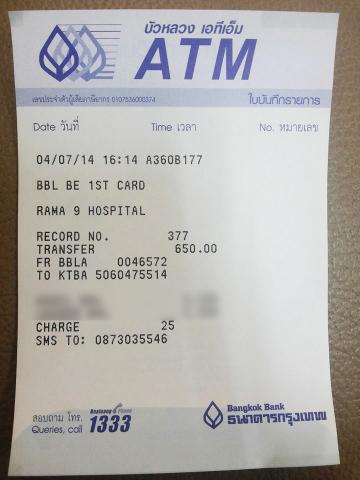 บัวหลวง เอทีเอ็ม
ATM
เลขประจำตัวผู้เสียภาษีอากร 0107536000374
ใบบันทึกรายการ
Date วันที่ Time เวลา No. หมายเลข
04/07/14 16:14 A360B177
BBL BE 1ST CARD
RAMA 9 HOSPITAL
RECORD NO. 377
TRANSFER 650.00
FR BBLA 0046572
TO KTBA 5060475514
CHARGE 25
SMS TO: 0873035546
สอบถาม โทร.
Queries, call
Bualuang Phone
1333
Bangkok Bank
ธนาคารกรุงเทพ